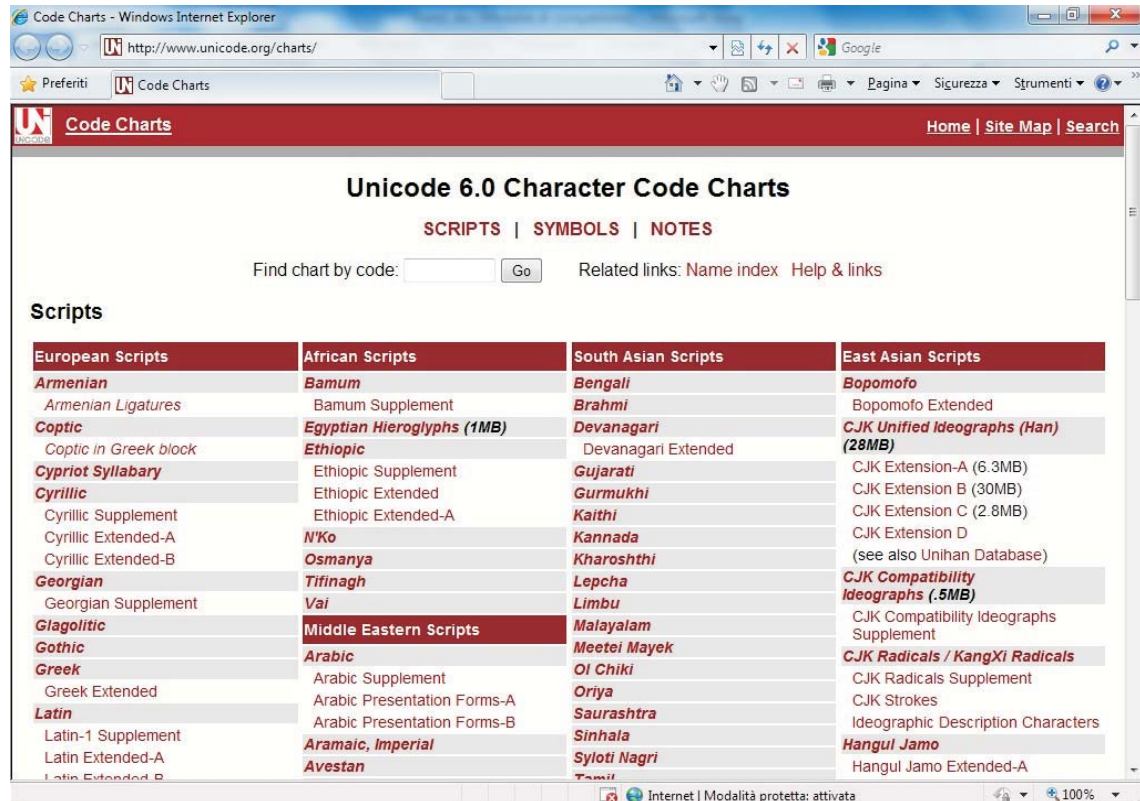 Code Charts - Windows Internet Explorer
http://www.unicode.org/charts/
Google
Preferiti
Code Charts
Pagina
Sicurezza
Strumenti
UNICODE
Code Charts
Home | Site Map | Search
Unicode 6.0 Character Code Charts
SCRIPTS | SYMBOLS | NOTES
Find chart by code:
Go
Related links: Name index Help & links
Scripts
European Scripts
Armenian
Armenian Ligatures
Coptic
Coptic in Greek block
Cypriot Syllabary
Cyrillic
Cyrillic Supplement
Cyrillic Extended-A
Cyrillic Extended-B
Georgian
Georgian Supplement
Glagolitic
Gothic
Greek
Greek Extended
Latin
Latin-1 Supplement
Latin Extended-A
Latin Extended-B
African Scripts
Bamum
Bamum Supplement
Egyptian Hieroglyphs (1MB)
Ethiopic
Ethiopic Supplement
Ethiopic Extended
Ethiopic Extended-A
N'Ko
Osmanya
Tifinagh
Vai
Middle Eastern Scripts
Arabic
Arabic Supplement
Arabic Presentation Forms-A
Arabic Presentation Forms-B
Aramaic, Imperial
Avestan
South Asian Scripts
Bengali
Brahmi
Devanagari
Devanagari Extended
Gujarati
Gurmukhi
Kaithi
Kannada
Kharoshthi
Lepcha
Limbu
Malayalam
Meetei Mayek
Ol Chiki
Oriya
Saurashtra
Sinhala
Syloti Nagri
Tamil
East Asian Scripts
Bopomofo
Bopomofo Extended
CJK Unified Ideographs (Han)
(28MB)
CJK Extension-A (6.3MB)
CJK Extension B (30MB)
CJK Extension C (2.8MB)
CJK Extension D
(see also Unihan Database)
CJK Compatibility
Ideographs (.5MB)
CJK Compatibility Ideographs
Supplement
CJK Radicals / KangXi Radicals
CJK Radicals Supplement
CJK Strokes
Ideographic Description Characters
Hangul Jamo
Hangul Jamo Extended-A
Internet | Modalità protetta: attivata
100%